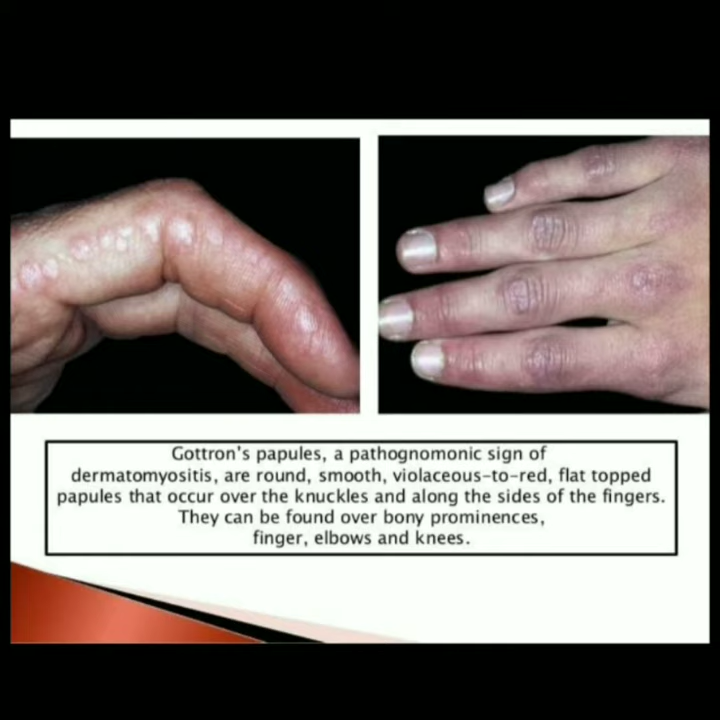 Gottron's papules, a pathognomonic sign of
dermatomyositis, are round, smooth, violaceous-to-red, flat topped
papules that occur over the knuckles and along the sides of the fingers.
They can be found over bony prominences,
finger, elbows and knees.